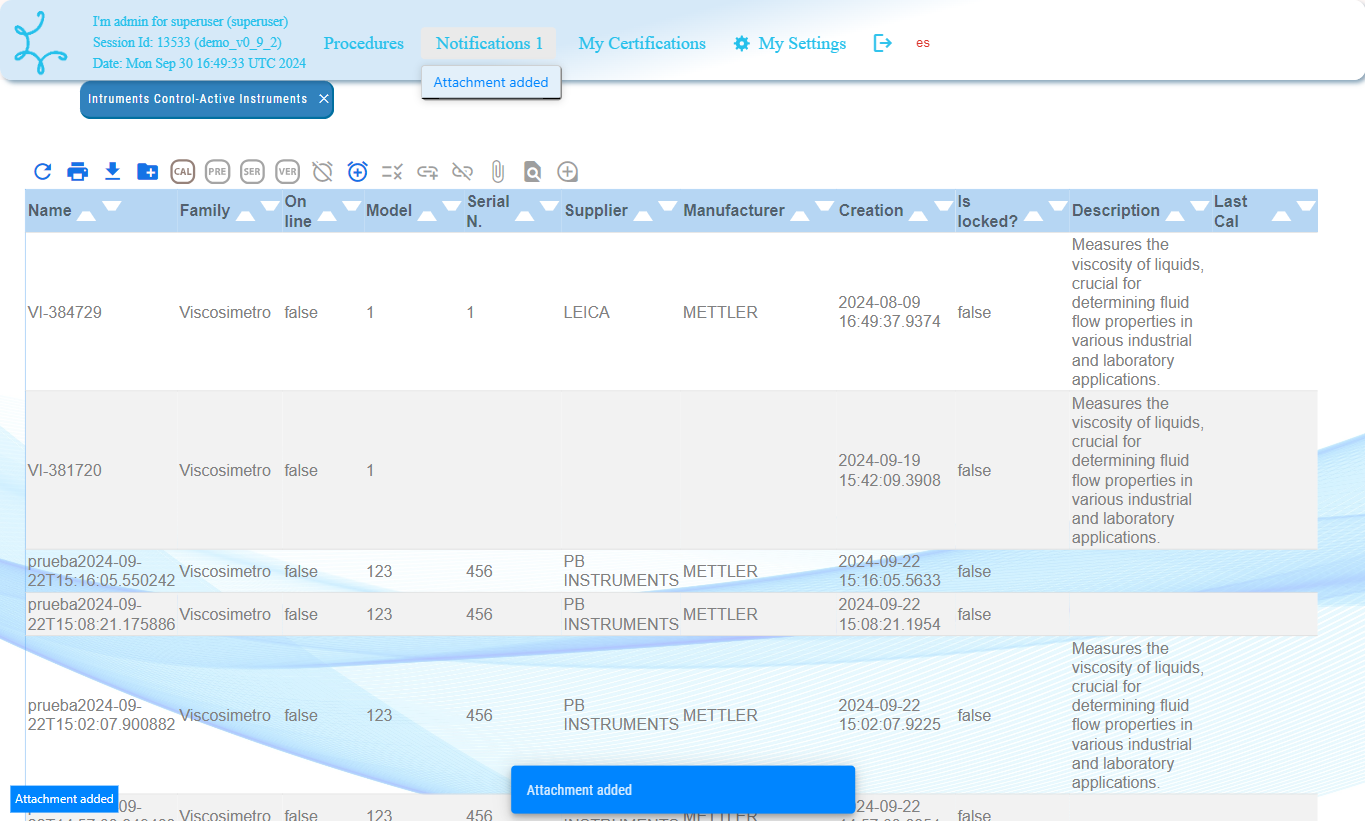 I'm admin for superuser (superuser)
Session Id: 13533 (demo_v0_9_2)
Date: Mon Sep 30 16:49:33 UTC 2024
Procedures
Notifications 1
My Certifications
My Settings
es
Attachment added
Intruments Control-Active Instruments
CAL PRE SER VER
Name Family On line Model Serial N. Supplier Manufacturer Creation Is locked? Description Last Cal
VI-384729 Viscosimetro false 1 1 LEICA METTLER 2024-08-09 16:49:37.9374 false
Measures the
viscosity of liquids,
crucial for
determining fluid
flow properties in
various industrial
and laboratory
applications.
VI-381720 Viscosimetro false 1 2024-09-19 15:42:09.3908 false
Measures the
viscosity of liquids,
crucial for
determining fluid
flow properties in
various industrial
and laboratory
applications.
prueba2024-09-22T15:16:05.550242 Viscosimetro false 123 456 PB INSTRUMENTS METTLER 2024-09-22 15:16:05.5633 false
prueba2024-09-22T15:08:21.175886 Viscosimetro false 123 456 PB INSTRUMENTS METTLER 2024-09-22 15:08:21.1954 false
prueba2024-09-22T15:02:07.900882 Viscosimetro false 123 456 PB INSTRUMENTS METTLER 2024-09-22 15:02:07.9225 false
Measures the
viscosity of liquids,
crucial for
determining fluid
flow properties in
various industrial
and laboratory
applications.
Attachment added
09-
Viscosimetro false 123 456
METTLER
09-22
false
Attachment added